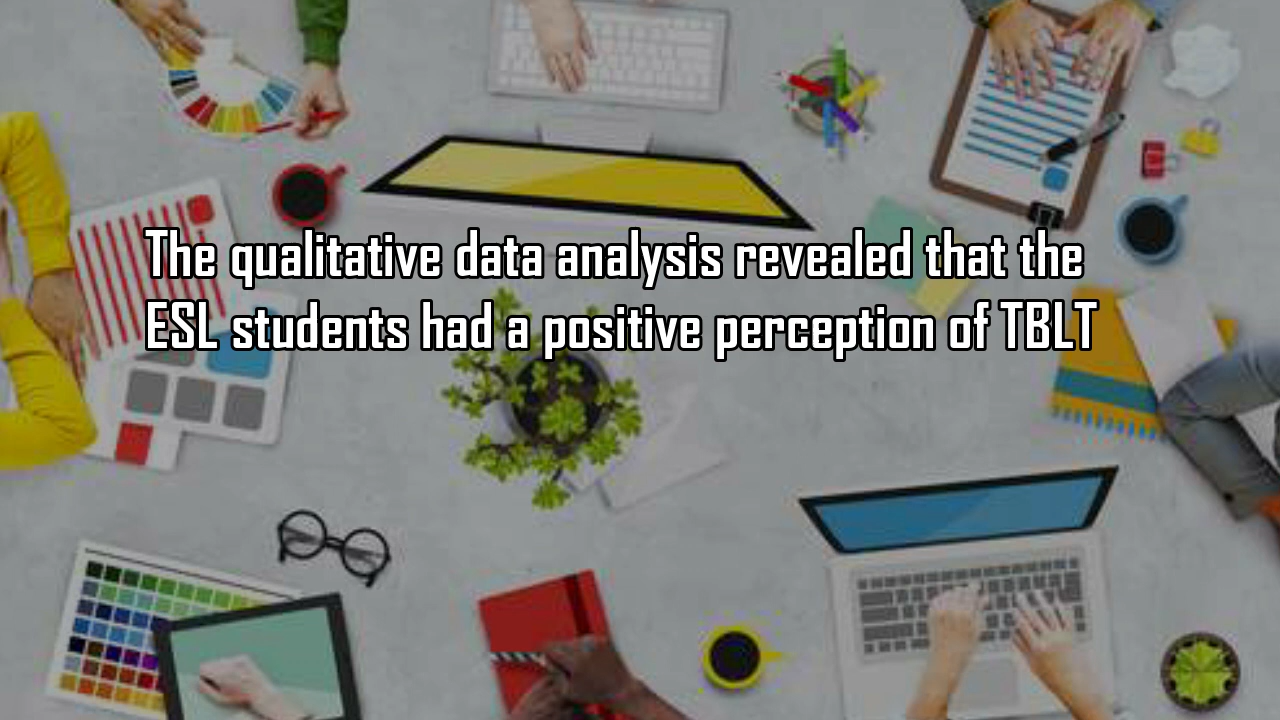 The qualitative data analysis revealed that the
ESL students had a positive perception of TBLT